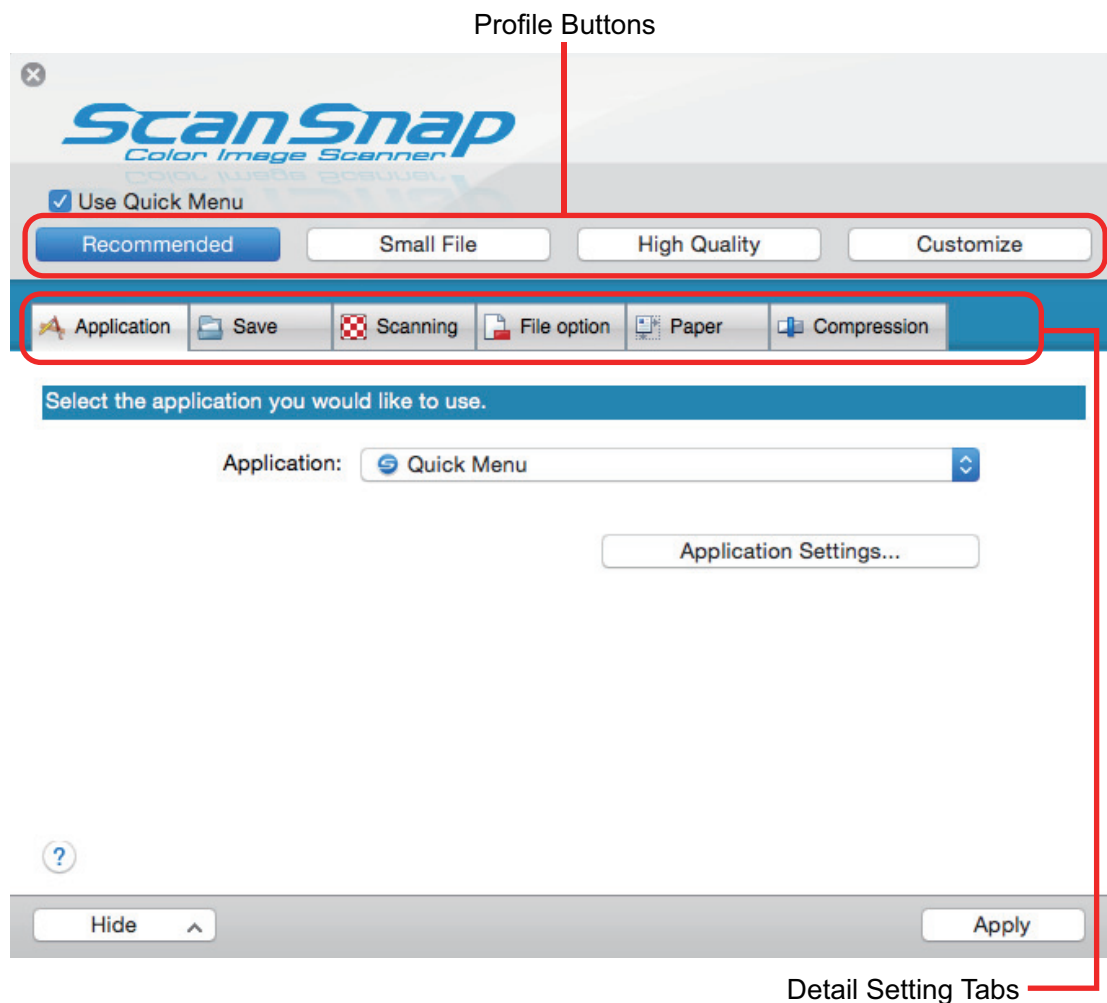 Profile Buttons
ScanSnap
Color Image Scanner
Use Quick Menu
Recommended Small File High Quality Customize
Application Save Scanning File option Paper Compression
Select the application you would like to use.
Application: Quick Menu
Application Settings...
?
Hide Apply
Detail Setting Tabs